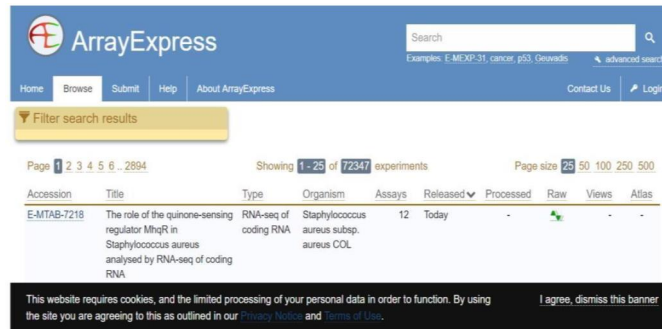 ArrayExpress
Search
Examples: E-MEXP-31, cancer, p53, Geuvadis
advanced search
Home Browse Submit Help About ArrayExpress Contact Us Login
Filter search results
Page 1 2 3 4 5 6 .. 2894 Showing 1 - 25 of 72347 experiments Page size 25 50 100 250 500
Accession Title Type Organism Assays Released Processed Raw Views Atlas
E-MTAB-7218 The role of the quinone-sensing RNA-seq of Staphylococcus 12 Today - - -
regulator MhqR in coding RNA aureus subsp.
Staphylococcus aureus aureus COL
analysed by RNA-seq of coding
RNA
This website requires cookies, and the limited processing of your personal data in order to function. By using I agree, dismiss this banner
the site you are agreeing to this as outlined in our Privacy Notice and Terms of Use.